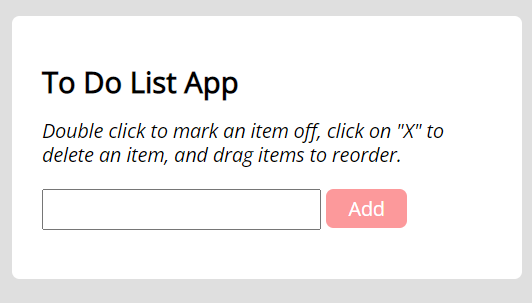 To Do List App
Double click to mark an item off, click on "X" to
delete an item, and drag items to reorder.
Add